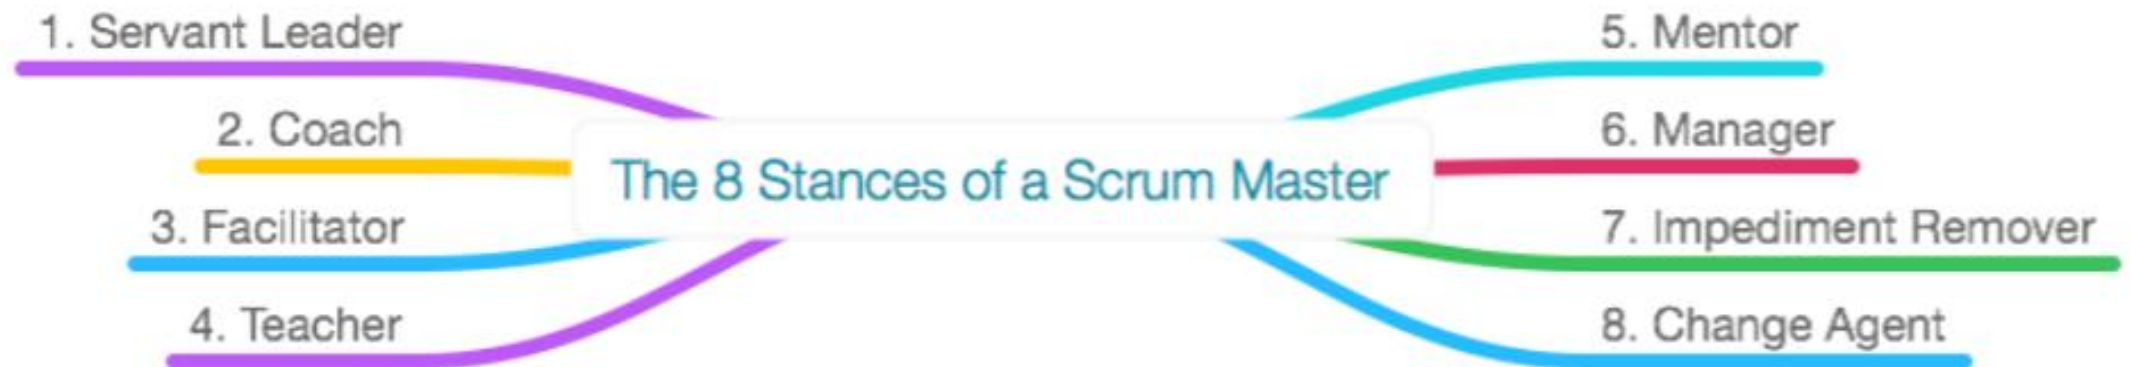 1. Servant Leader
2. Coach
3. Facilitator
4. Teacher
The 8 Stances of a Scrum Master
5. Mentor
6. Manager
7. Impediment Remover
8. Change Agent